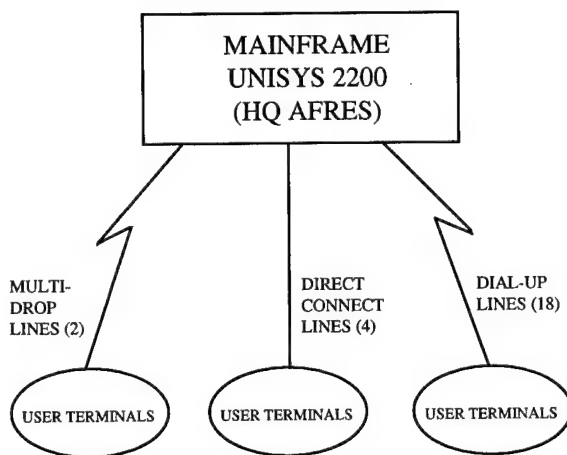 MAINFRAME
UNISYS 2200
(HQ AFRES)
MULTI-
DROP
LINES (2)
DIRECT
CONNECT
LINES (4)
DIAL-UP
LINES (18)
USER TERMINALS
USER TERMINALS
USER TERMINALS